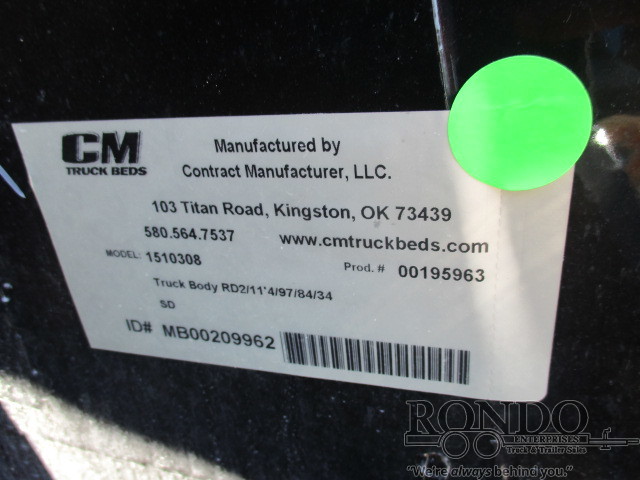 CM
TRUCK BEDS
Manufactured by
Contract Manufacturer, LLC.
103 Titan Road, Kingston, OK 73439
580.564.7537 www.cmtruckbeds.com
MODEL: 1510308 Prod. # 00195963
Truck Body RD2/11'4/97/84/34
SD
ID# MB00209962
RONDO
ENTERPRISES
Truck & Trailer Sales
"We're always behind you."